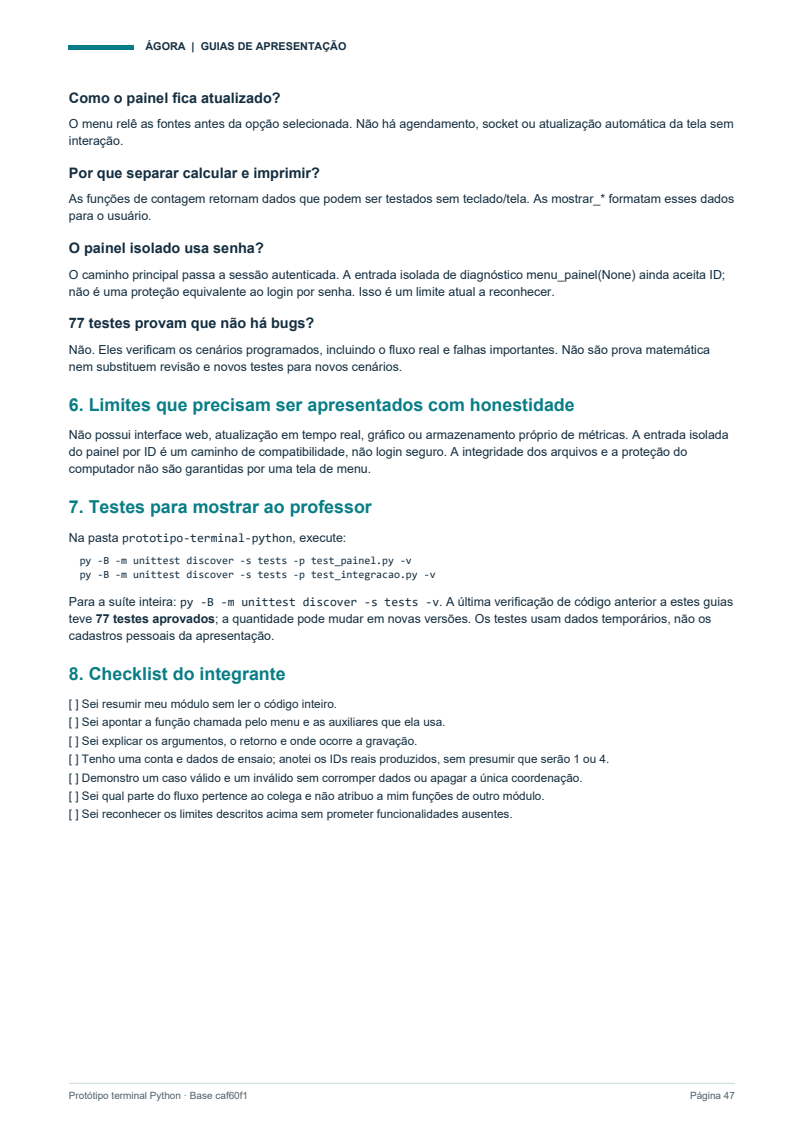 ÁGORA | GUIAS DE APRESENTAÇÃO
Como o painel fica atualizado?
O menu relê as fontes antes da opção selecionada. Não há agendamento, socket ou atualização automática da tela sem
interação.
Por que separar calcular e imprimir?
As funções de contagem retornam dados que podem ser testados sem teclado/tela. As mostrar_* formatam esses dados
para o usuário.
O painel isolado usa senha?
O caminho principal passa a sessão autenticada. A entrada isolada de diagnóstico menu_painel(None) ainda aceita ID;
não é uma proteção equivalente ao login por senha. Isso é um limite atual a reconhecer.
77 testes provam que não há bugs?
Não. Eles verificam os cenários programados, incluindo o fluxo real e falhas importantes. Não são prova matemática
nem substituem revisão e novos testes para novos cenários.
6. Limites que precisam ser apresentados com honestidade
Não possui interface web, atualização em tempo real, gráfico ou armazenamento próprio de métricas. A entrada isolada
do painel por ID é um caminho de compatibilidade, não login seguro. A integridade dos arquivos e a proteção do
computador não são garantidas por uma tela de menu.
7. Testes para mostrar ao professor
Na pasta prototipo-terminal-python, execute:
py -B -m unittest discover -s tests -p test_painel.py -v
py -B -m unittest discover -s tests -p test_integracao.py -v
Para a suíte inteira: py -B -m unittest discover -s tests -v. A última verificação de código anterior a estes guias
teve 77 testes aprovados; a quantidade pode mudar em novas versões. Os testes usam dados temporários, não os
cadastros pessoais da apresentação.
8. Checklist do integrante
[ ] Sei resumir meu módulo sem ler o código inteiro.
[ ] Sei apontar a função chamada pelo menu e as auxiliares que ela usa.
[ ] Sei explicar os argumentos, o retorno e onde ocorre a gravação.
[ ] Tenho uma conta e dados de ensaio; anotei os IDs reais produzidos, sem presumir que serão 1 ou 4.
[ ] Demonstro um caso válido e um inválido sem corromper dados ou apagar a única coordenação.
[ ] Sei qual parte do fluxo pertence ao colega e não atribuo a mim funções de outro módulo.
[ ] Sei reconhecer os limites descritos acima sem prometer funcionalidades ausentes.
Protótipo terminal Python · Base caf60f1
Página 47